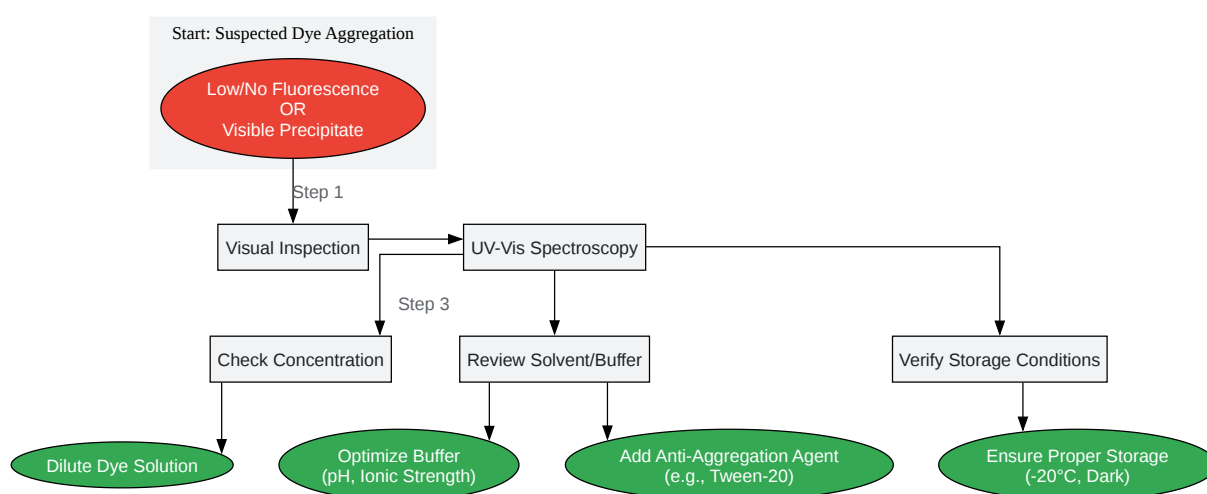 Start: Suspected Dye Aggregation
Low/No Fluorescence
OR
Visible Precipitate
Step 1
Visual Inspection
UV-Vis Spectroscopy
Step 3
Check Concentration
Review Solvent/Buffer
Verify Storage Conditions
Dilute Dye Solution
Optimize Buffer
(pH, Ionic Strength)
Add Anti-Aggregation Agent
(e.g., Tween-20)
Ensure Proper Storage
(-20°C, Dark)